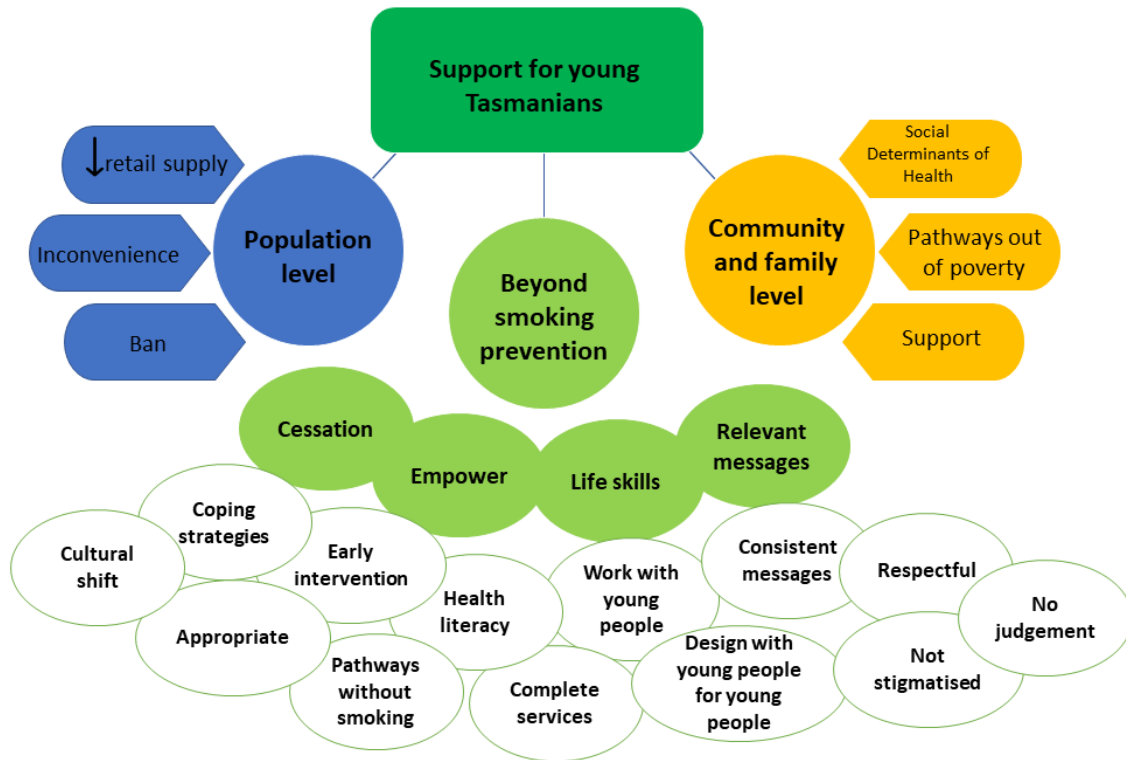 Support for young
Tasmanians
↓retail supply
Inconvenience
Ban
Population
level
Beyond
smoking
prevention
Community
and family
level
Social
Determinants of
Health
Pathways out
of poverty
Support
Cessation
Empower
Life skills
Relevant
messages
Cultural
shift
Coping
strategies
Early
intervention
Appropriate
Health
literacy
Pathways
without
smoking
Work with
young
people
Complete
services
Consistent
messages
Design with
young people
for young
people
Respectful
Not
stigmatised
No
judgement